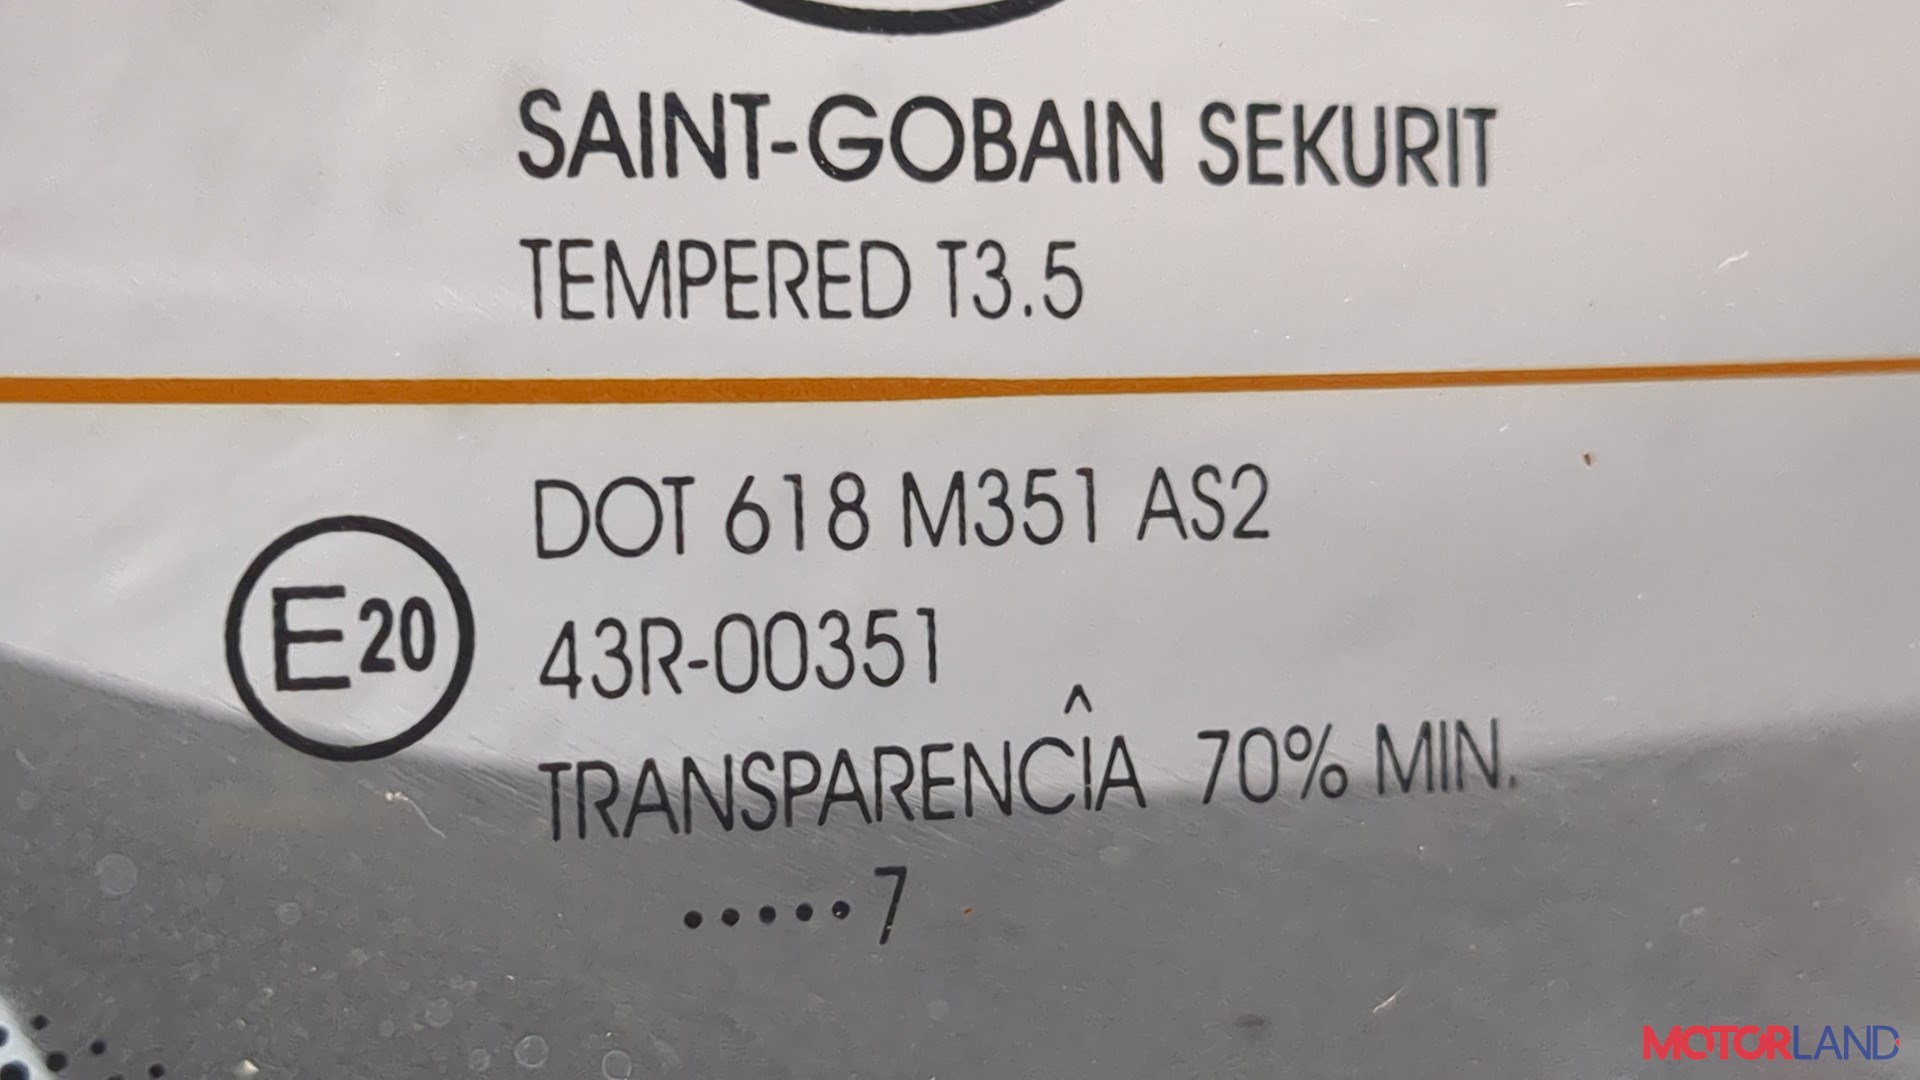 SAINT-GOBAIN SEKURIT
TEMPERED T3.5
DOT 618 M351 AS2
E20
43R-00351
TRANSPARENCÎA 70% MIN.
.....7
MOTORLAND